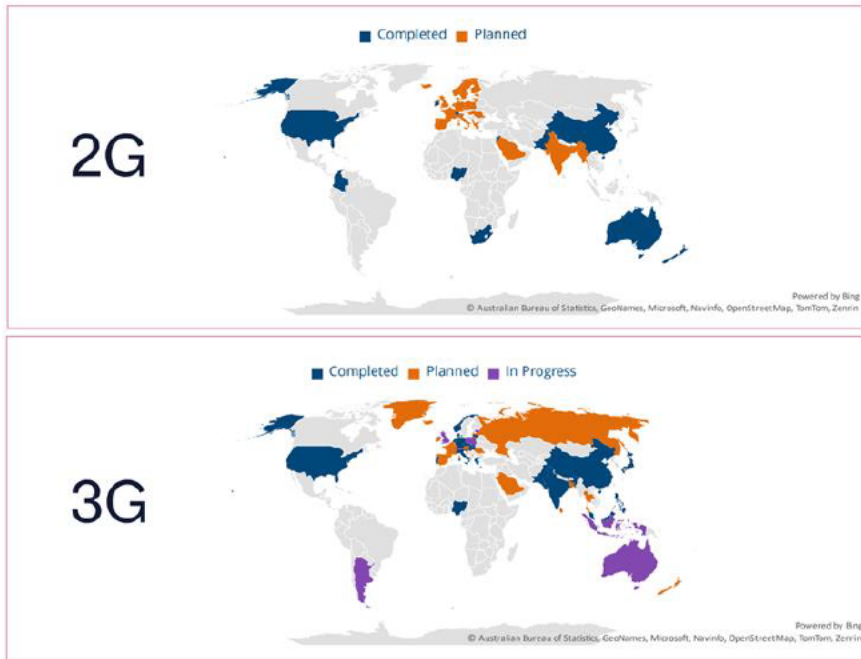 Completed Planned
2G
Powered by Bing
© Australian Bureau of Statistics, GeoNames, Microsoft, Navinfo, OpenStreetMap, TomTom, Zenrin
Completed Planned In Progress
3G
Powered by Bing
© Australian Bureau of Statistics, GeoNames, Microsoft, Navinfo, OpenStreetMap, TomTom, Zenrin